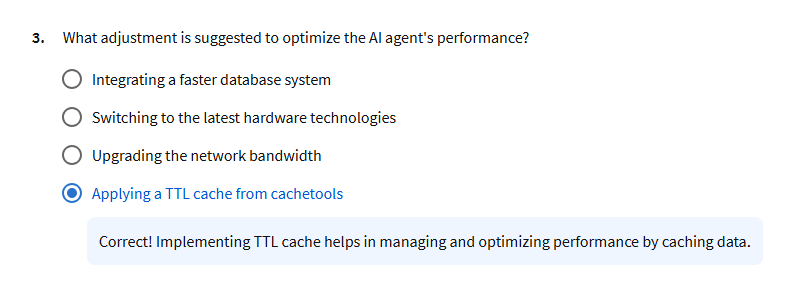 3. What adjustment is suggested to optimize the AI agent's performance?
Integrating a faster database system
Switching to the latest hardware technologies
Upgrading the network bandwidth
Applying a TTL cache from cachetools
Correct! Implementing TTL cache helps in managing and optimizing performance by caching data.